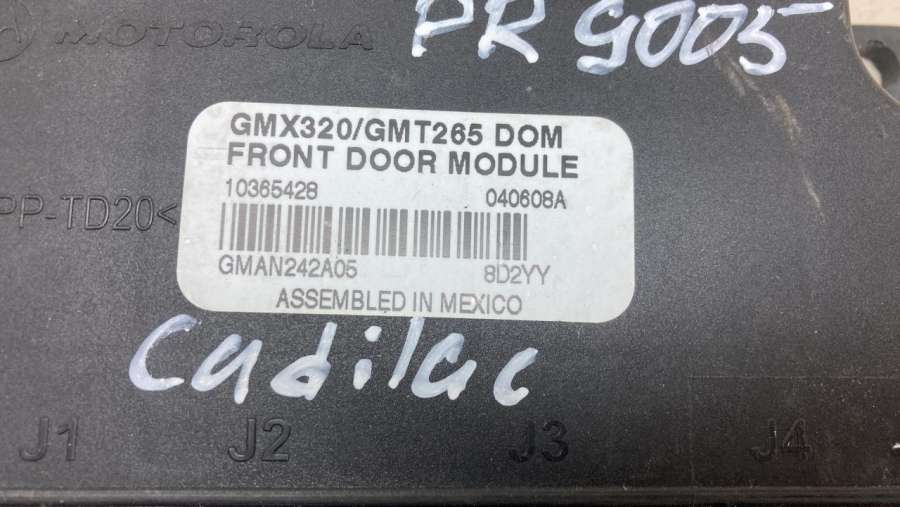 MOTOROLA
PR 9005
GMX320/GMT265 DOM
FRONT DOOR MODULE
10365428 040608A
PP-TD20<
GMAN242A05 8D2YY
ASSEMBLED IN MEXICO
Cadilac
J1 J2 J3 J4